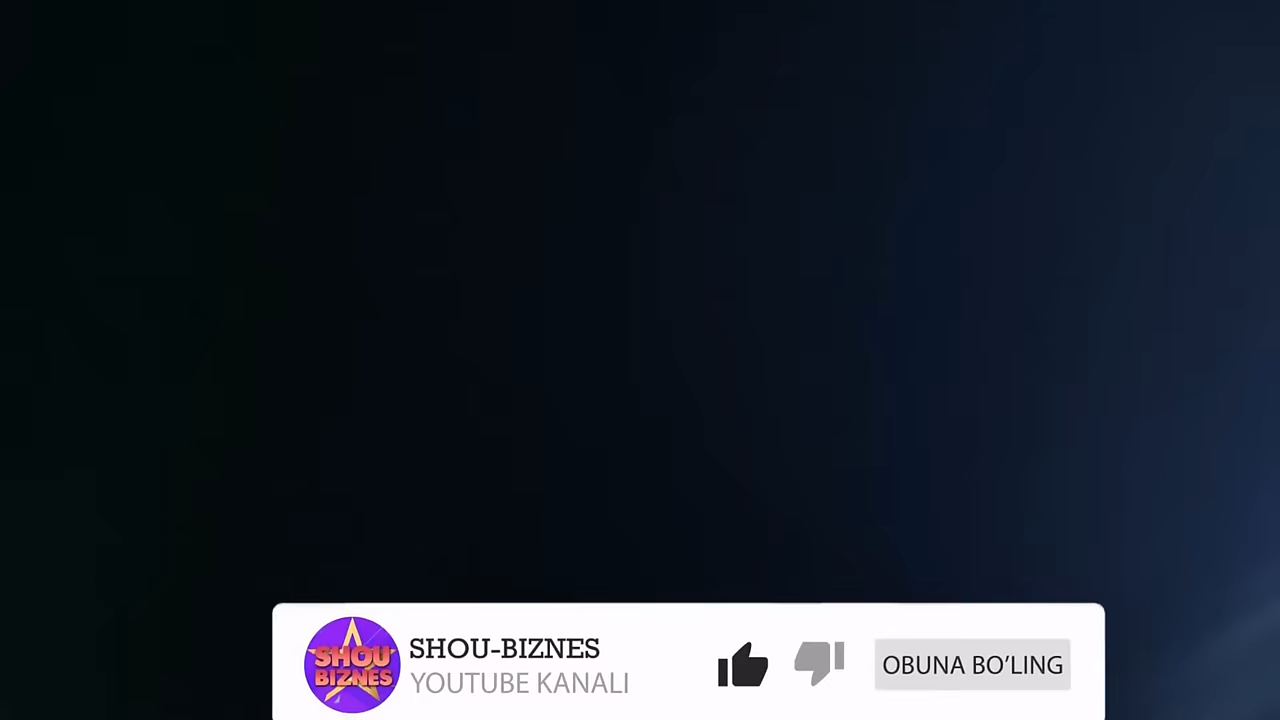 SHOU
BIZNES
SHOU-BIZNES
YOUTUBE KANALI
OBUNA BO’LING